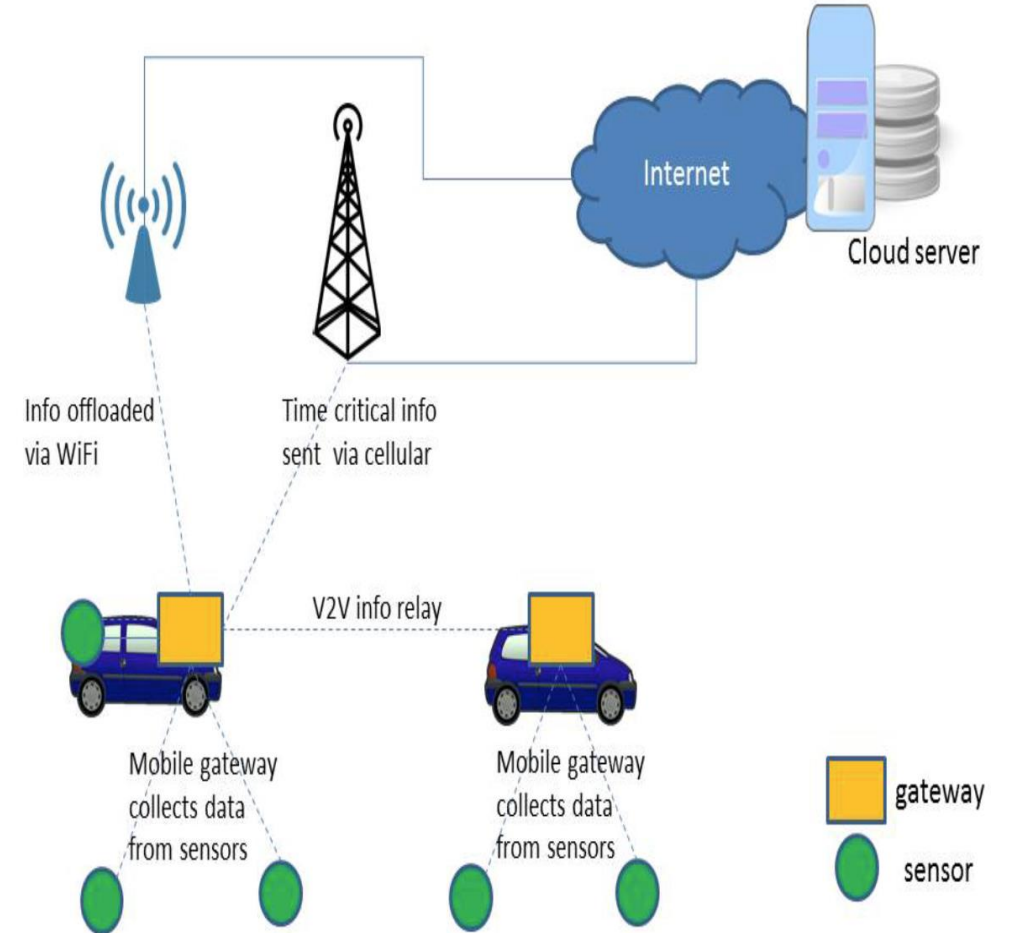 Internet
Cloud server
Info offloaded
via WiFi
Time critical info
sent via cellular
V2V info relay
Mobile gateway
collects data
from sensors
Mobile gateway
collects data
from sensors
gateway
sensor